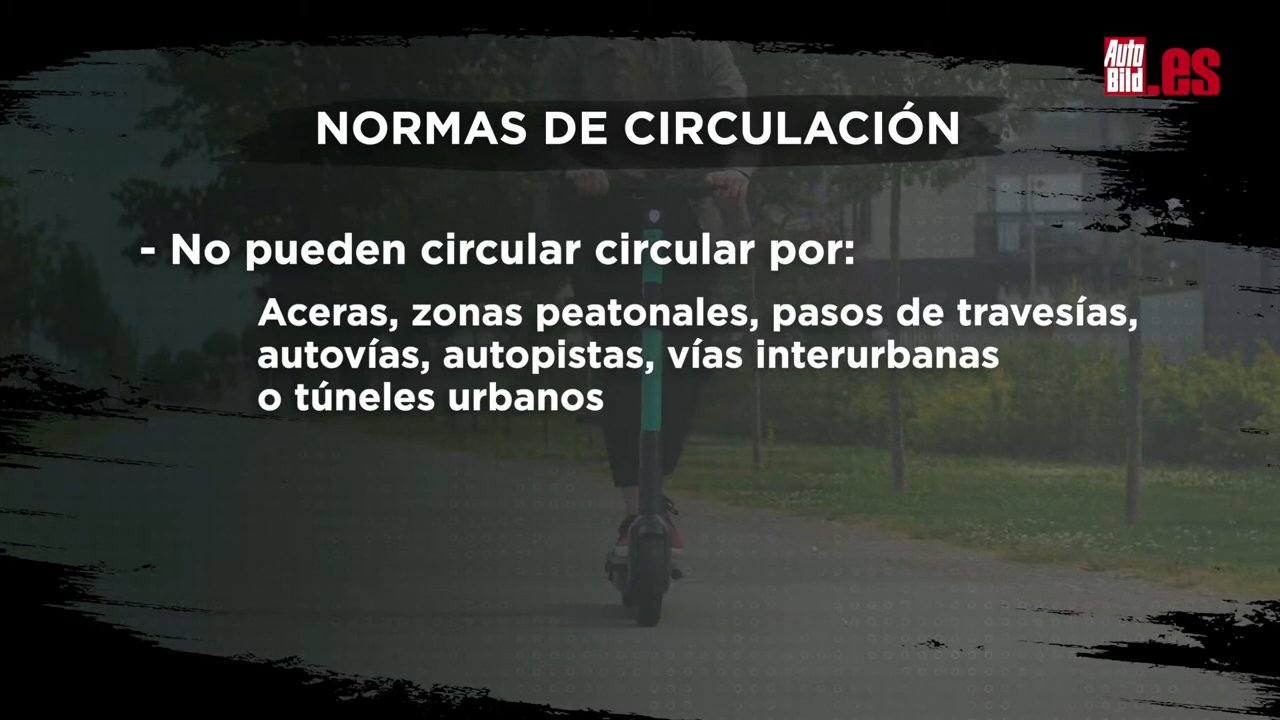 Auto
Bild.es
NORMAS DE CIRCULACIÓN
- No pueden circular circular por:
Aceras, zonas peatonales, pasos de travesías,
autovías, autopistas, vías interurbanas
o túneles urbanos